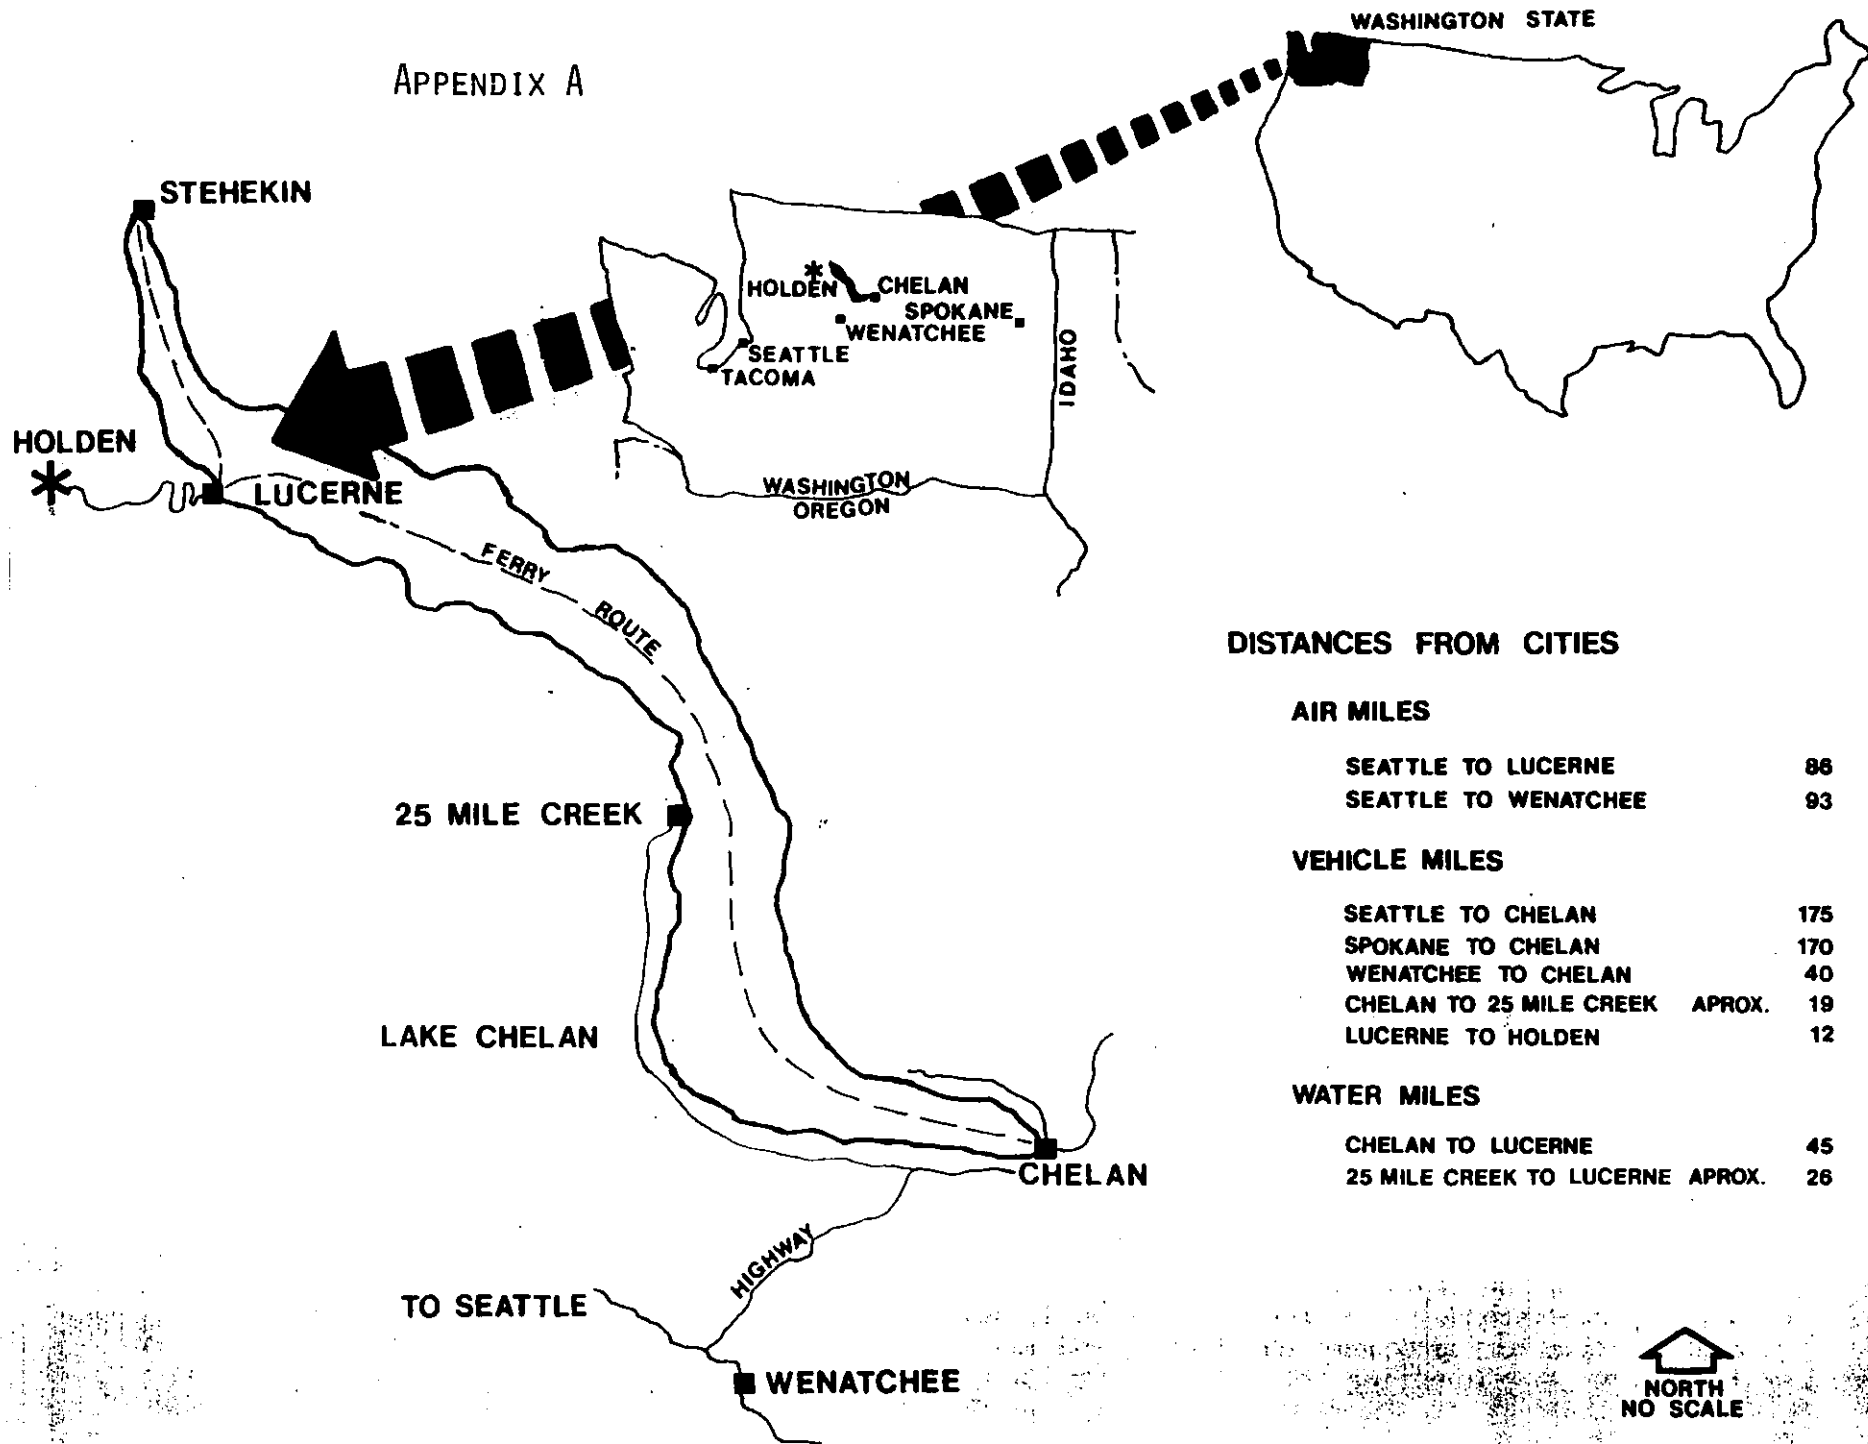 WASHINGTON STATE
APPENDIX A
STEHEKIN
HOLDEN
CHELAN
SPOKANE
WENATCHEE
SEATTLE
TACOMA
IDAHO
WASHINGTON
OREGON
HOLDEN
LUCERNE
FERRY ROUTE
25 MILE CREEK
LAKE CHELAN
CHELAN
HIGHWAY
TO SEATTLE
WENATCHEE
DISTANCES FROM CITIES
AIR MILES
SEATTLE TO LUCERNE 86
SEATTLE TO WENATCHEE 93
VEHICLE MILES
SEATTLE TO CHELAN 175
SPOKANE TO CHELAN 170
WENATCHEE TO CHELAN 40
CHELAN TO 25 MILE CREEK APROX. 19
LUCERNE TO HOLDEN 12
WATER MILES
CHELAN TO LUCERNE 45
25 MILE CREEK TO LUCERNE APROX. 26
NORTH
NO SCALE